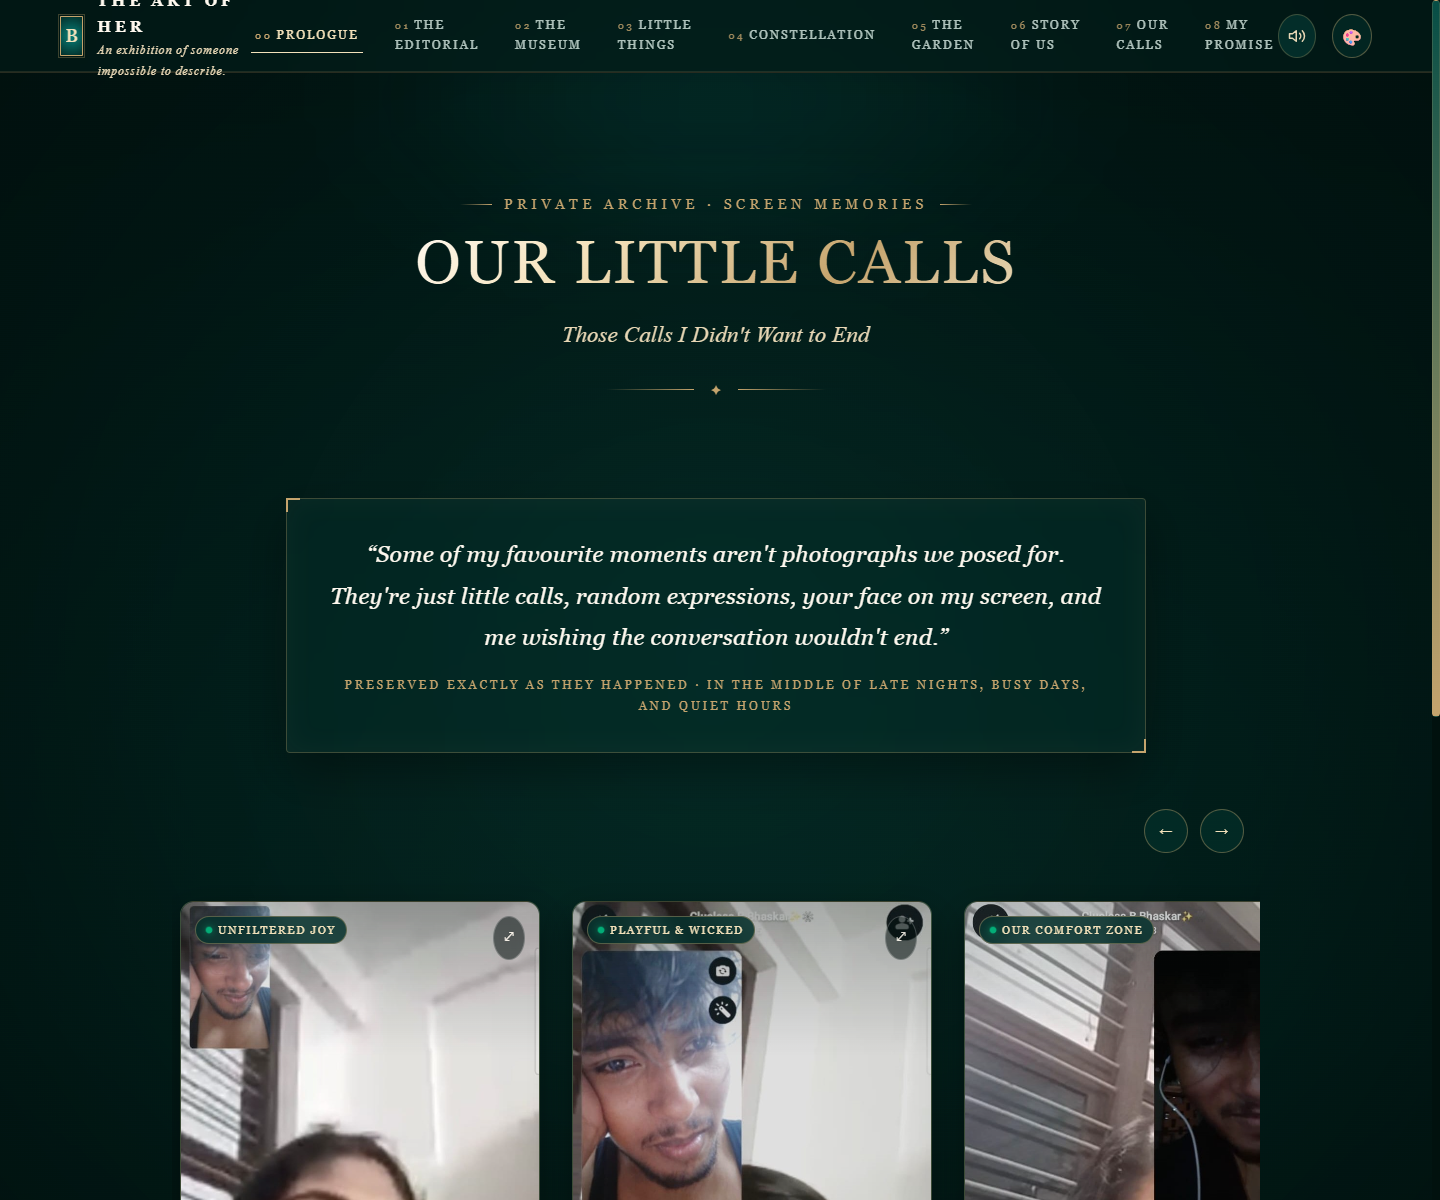 THE ART OF
HER
An exhibition of someone
impossible to describe.
B
00 PROLOGUE
01 THE
EDITORIAL
02 THE
MUSEUM
03 LITTLE
THINGS
04 CONSTELLATION
05 THE
GARDEN
06 STORY
OF US
07 OUR
CALLS
08 MY
PROMISE
PRIVATE ARCHIVE · SCREEN MEMORIES
OUR LITTLE CALLS
Those Calls I Didn't Want to End
“Some of my favourite moments aren't photographs we posed for.
They're just little calls, random expressions, your face on my screen, and
me wishing the conversation wouldn't end.”
PRESERVED EXACTLY AS THEY HAPPENED · IN THE MIDDLE OF LATE NIGHTS, BUSY DAYS,
AND QUIET HOURS
← →
UNFILTERED JOY
PLAYFUL & WICKED
OUR COMFORT ZONE
Bhaskar✨